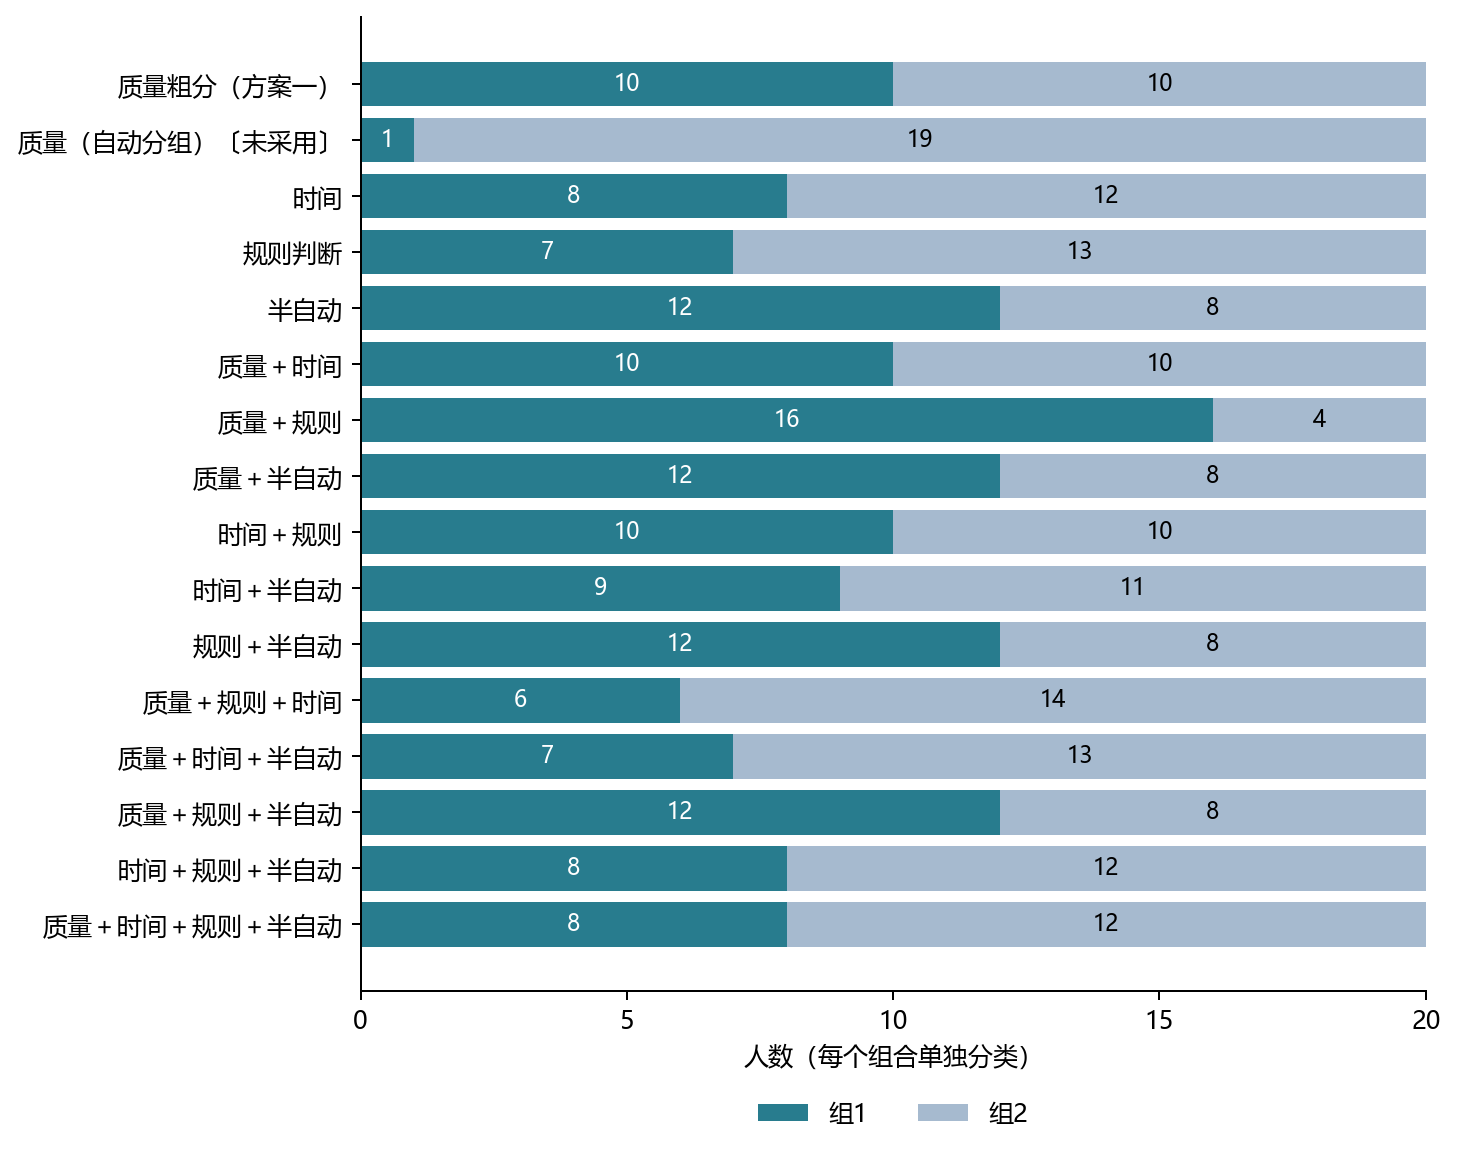 质量粗分（方案一） 10 10
质量（自动分组）〔未采用〕 1 19
时间 8 12
规则判断 7 13
半自动 12 8
质量+时间 10 10
质量+规则 16 4
质量+半自动 12 8
时间+规则 10 10
时间+半自动 9 11
规则+半自动 12 8
质量+规则+时间 6 14
质量+时间+半自动 7 13
质量+规则+半自动 12 8
时间+规则+半自动 8 12
质量+时间+规则+半自动 8 12
0 5 10 15 20
人数（每个组合单独分类）
组1 组2